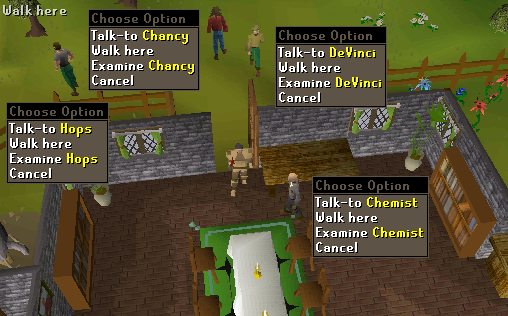 Walk here
Choose Option
Talk-to Chancy
Walk here
Examine Chancy
Cancel
Choose Option
Talk-to DeVinci
Walk here
Examine DeVinci
Cancel
Choose Option
Talk-to Hops
Walk here
Examine Hops
Cancel
Choose Option
Talk-to Chemist
Walk here
Examine Chemist
Cancel